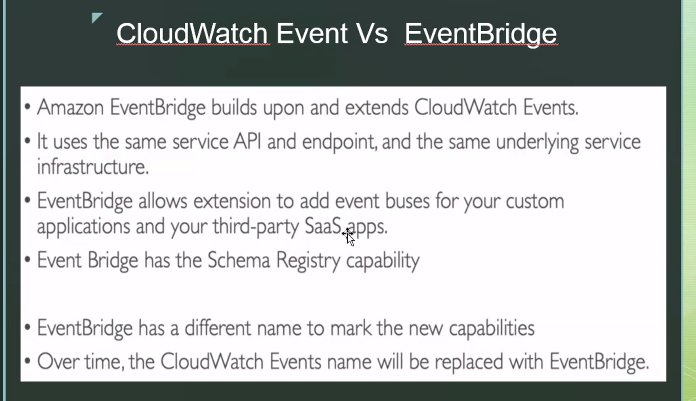 CloudWatch Event Vs EventBridge
• Amazon EventBridge builds upon and extends CloudWatch Events.
• It uses the same service API and endpoint, and the same underlying service
infrastructure.
• EventBridge allows extension to add event buses for your custom
applications and your third-party SaaS apps.
• Event Bridge has the Schema Registry capability
• EventBridge has a different name to mark the new capabilities
• Over time, the CloudWatch Events name will be replaced with EventBridge.